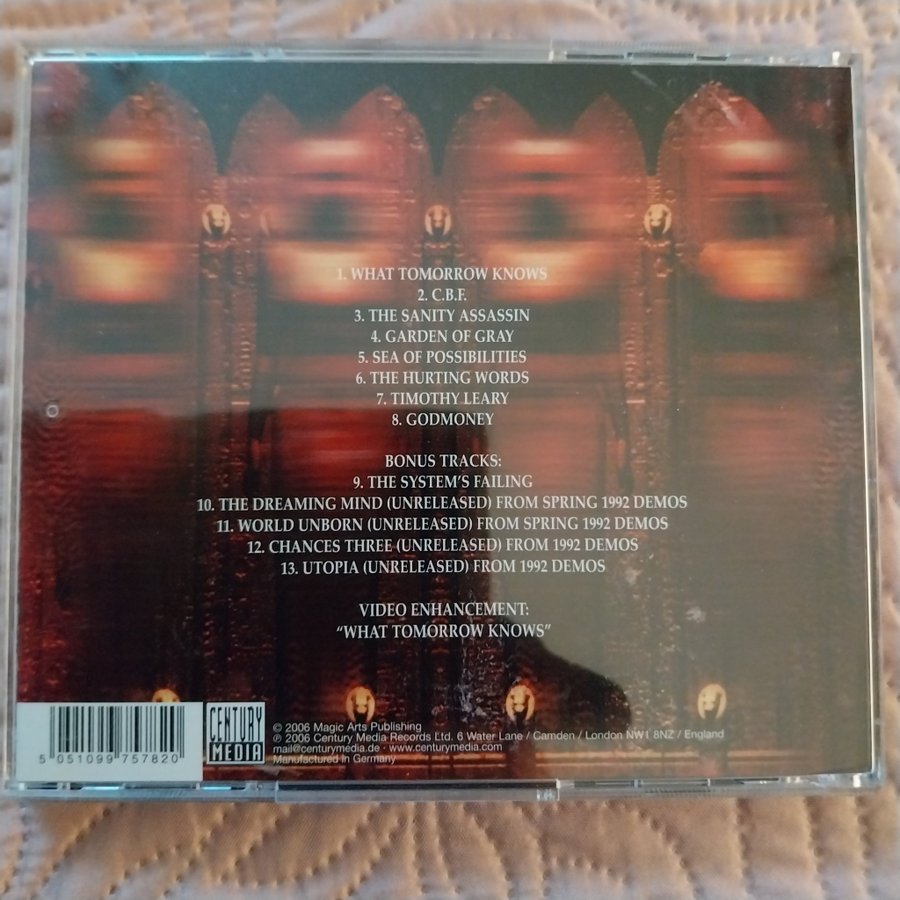 1. WHAT TOMORROW KNOWS
2. C.B.F.
3. THE SANITY ASSASSIN
4. GARDEN OF GRAY
5. SEA OF POSSIBILITIES
6. THE HURTING WORDS
7. TIMOTHY LEARY
8. GODMONEY
BONUS TRACKS:
9. THE SYSTEM'S FAILING
10. THE DREAMING MIND (UNRELEASED) FROM SPRING 1992 DEMOS
11. WORLD UNBORN (UNRELEASED) FROM SPRING 1992 DEMOS
12. CHANCES THREE (UNRELEASED) FROM 1992 DEMOS
13. UTOPIA (UNRELEASED) FROM 1992 DEMOS
VIDEO ENHANCEMENT:
“WHAT TOMORROW KNOWS”
5 051099 757820
CENTURY
MEDIA
© 2006 Magic Arts Publishing
℗ 2006 Century Media Records Ltd. 6 Water Lane / Camden / London NW1 8NZ / England
mail@centurymedia.de · www.centurymedia.com
Manufactured in Germany